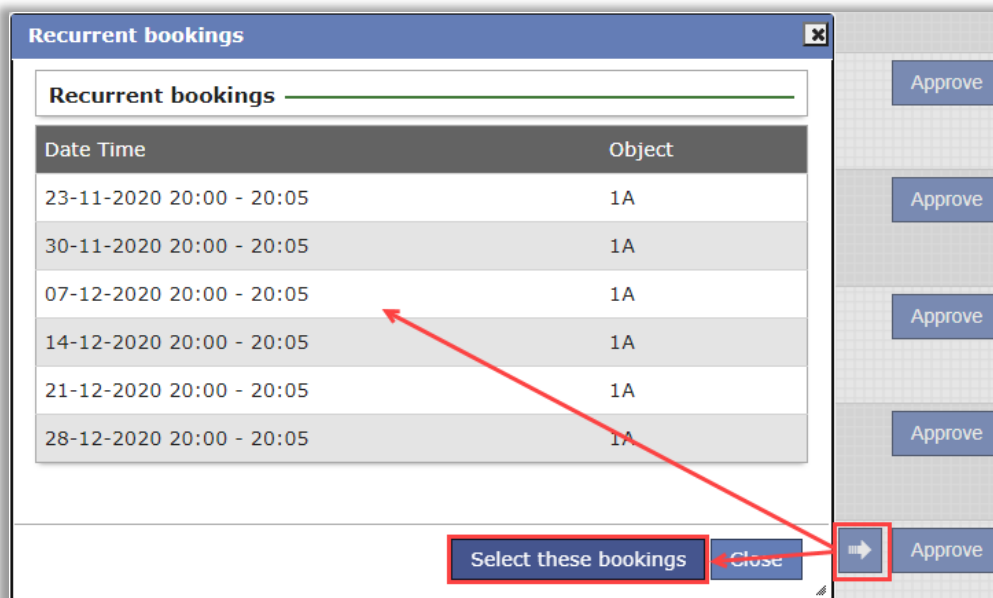 Recurrent bookings
Recurrent bookings
Date Time Object
23-11-2020 20:00 - 20:05 1A
30-11-2020 20:00 - 20:05 1A
07-12-2020 20:00 - 20:05 1A
14-12-2020 20:00 - 20:05 1A
21-12-2020 20:00 - 20:05 1A
28-12-2020 20:00 - 20:05 1A
Select these bookings Close
Approve
Approve
Approve
Approve
Approve